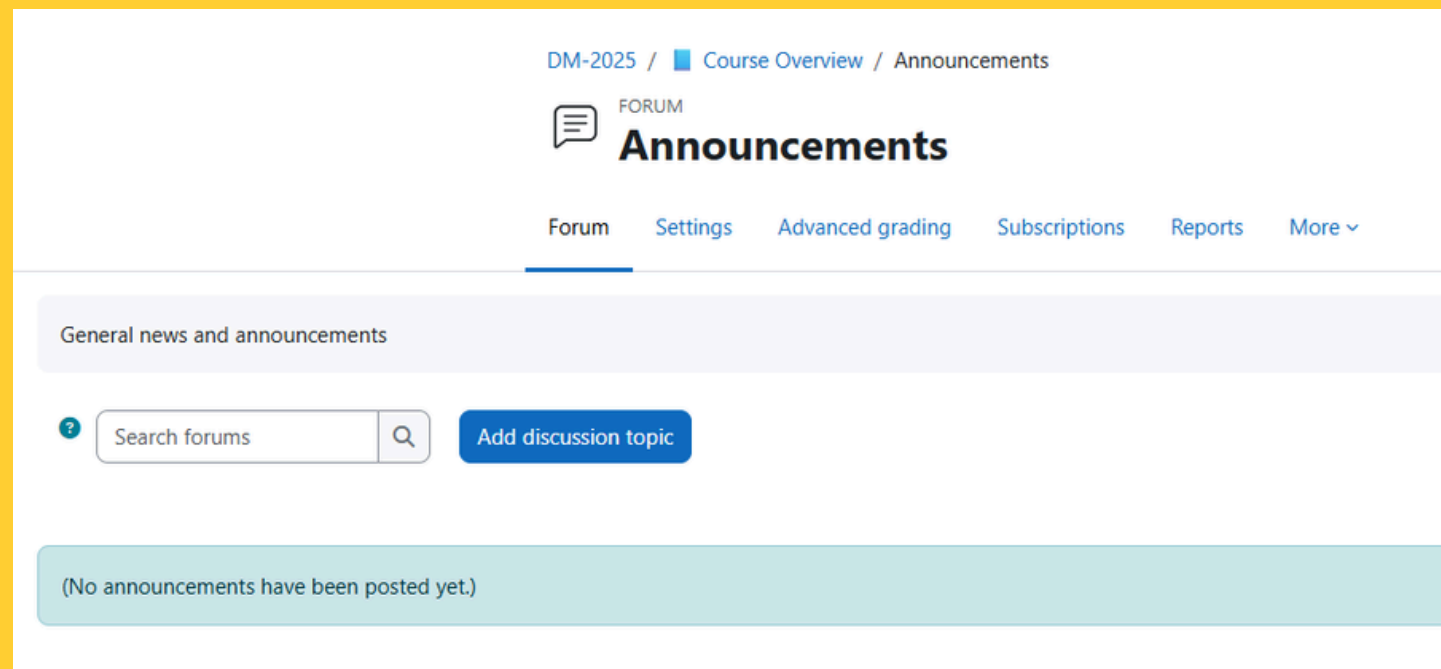 DM-2025 / 📘 Course Overview / Announcements
FORUM
Announcements
Forum Settings Advanced grading Subscriptions Reports More
General news and announcements
? Search forums Add discussion topic
(No announcements have been posted yet.)